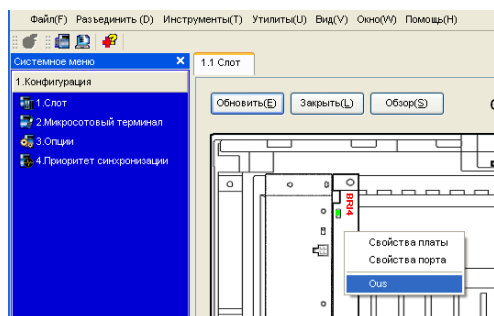 Файл(F) Разъединить (D) Инструменты(T) Утилиты(U) Вид(V) Окно(W) Помощь(H)
Системное меню
1.1 Слот
1.Конфигурация
1.Слот
2.Микросотовый терминал
3.Опции
4.Приоритет синхронизации
Обновить(E) Закрыть(L) Обзор(S)
BRI4
Свойства платы
Свойства порта
Ous